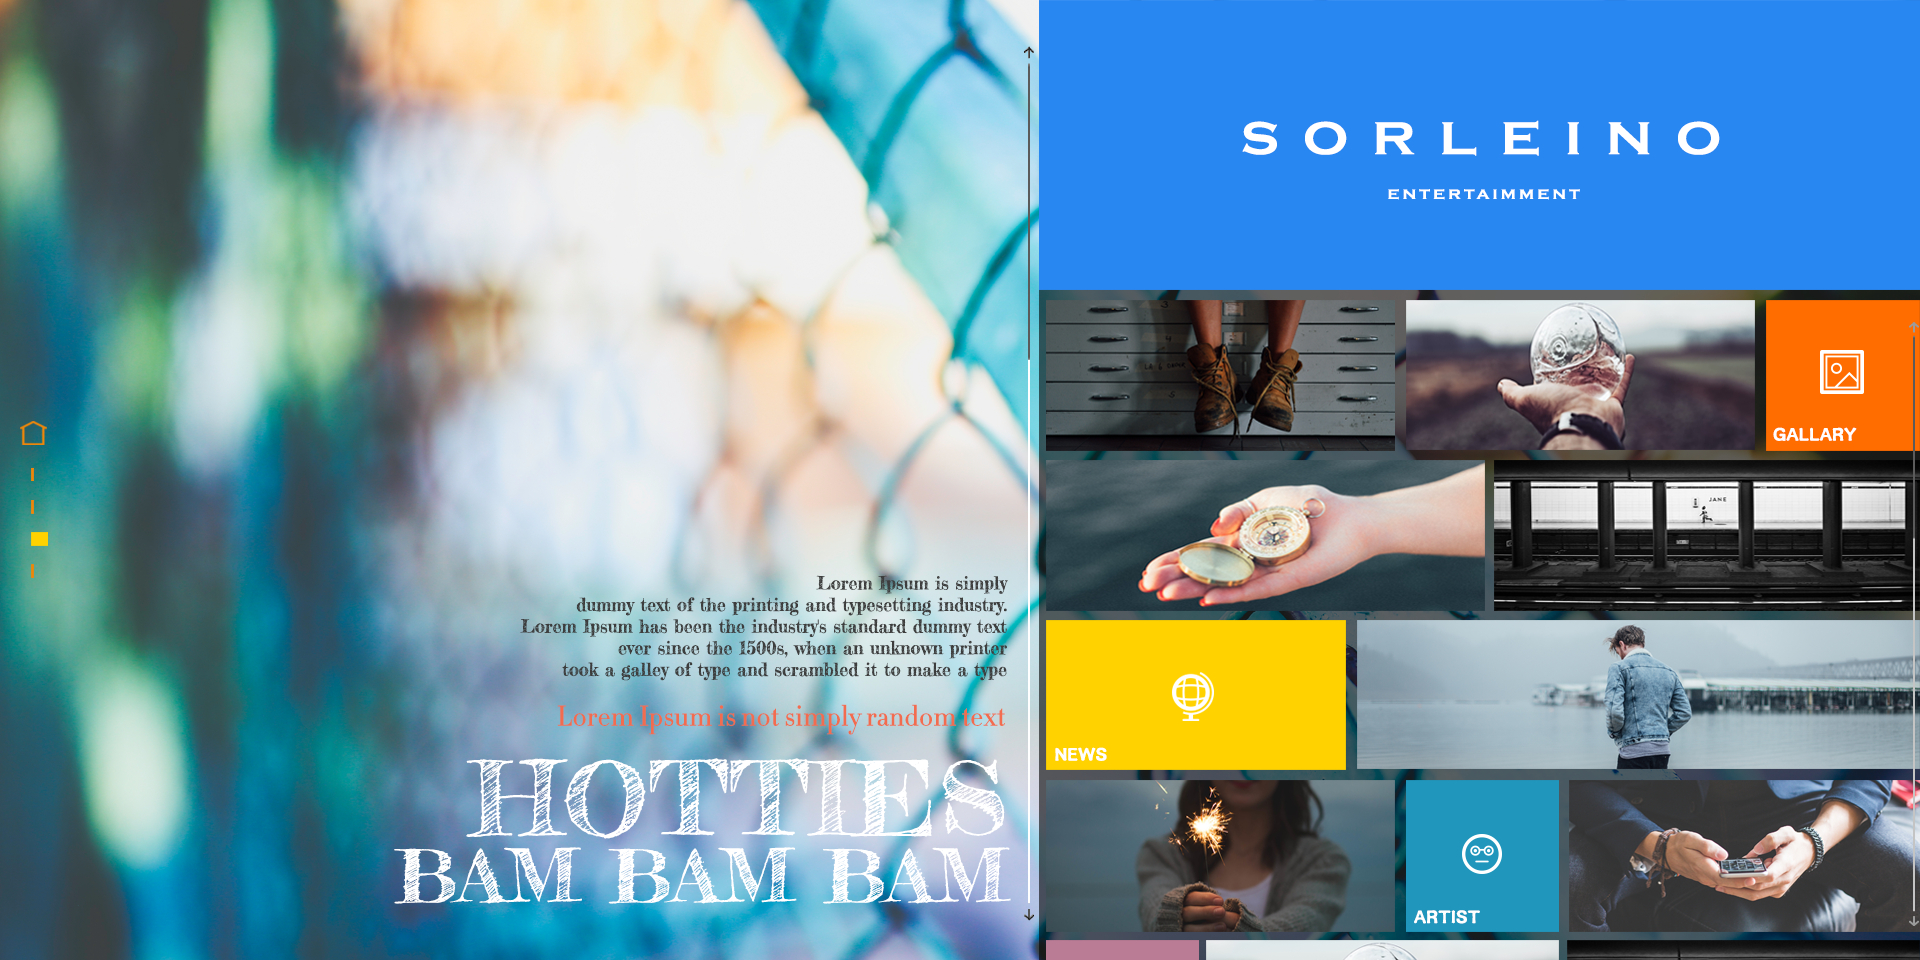 Lorem Ipsum is simply
dummy text of the printing and typesetting industry.
Lorem Ipsum has been the industry's standard dummy text
ever since the 1500s, when an unknown printer
took a galley of type and scrambled it to make a type
Lorem Ipsum is not simply random text
HOTTIES
BAM BAM BAM
SORLEINO
ENTERTAIMMENT
GALLARY
JANE
NEWS
ARTIST